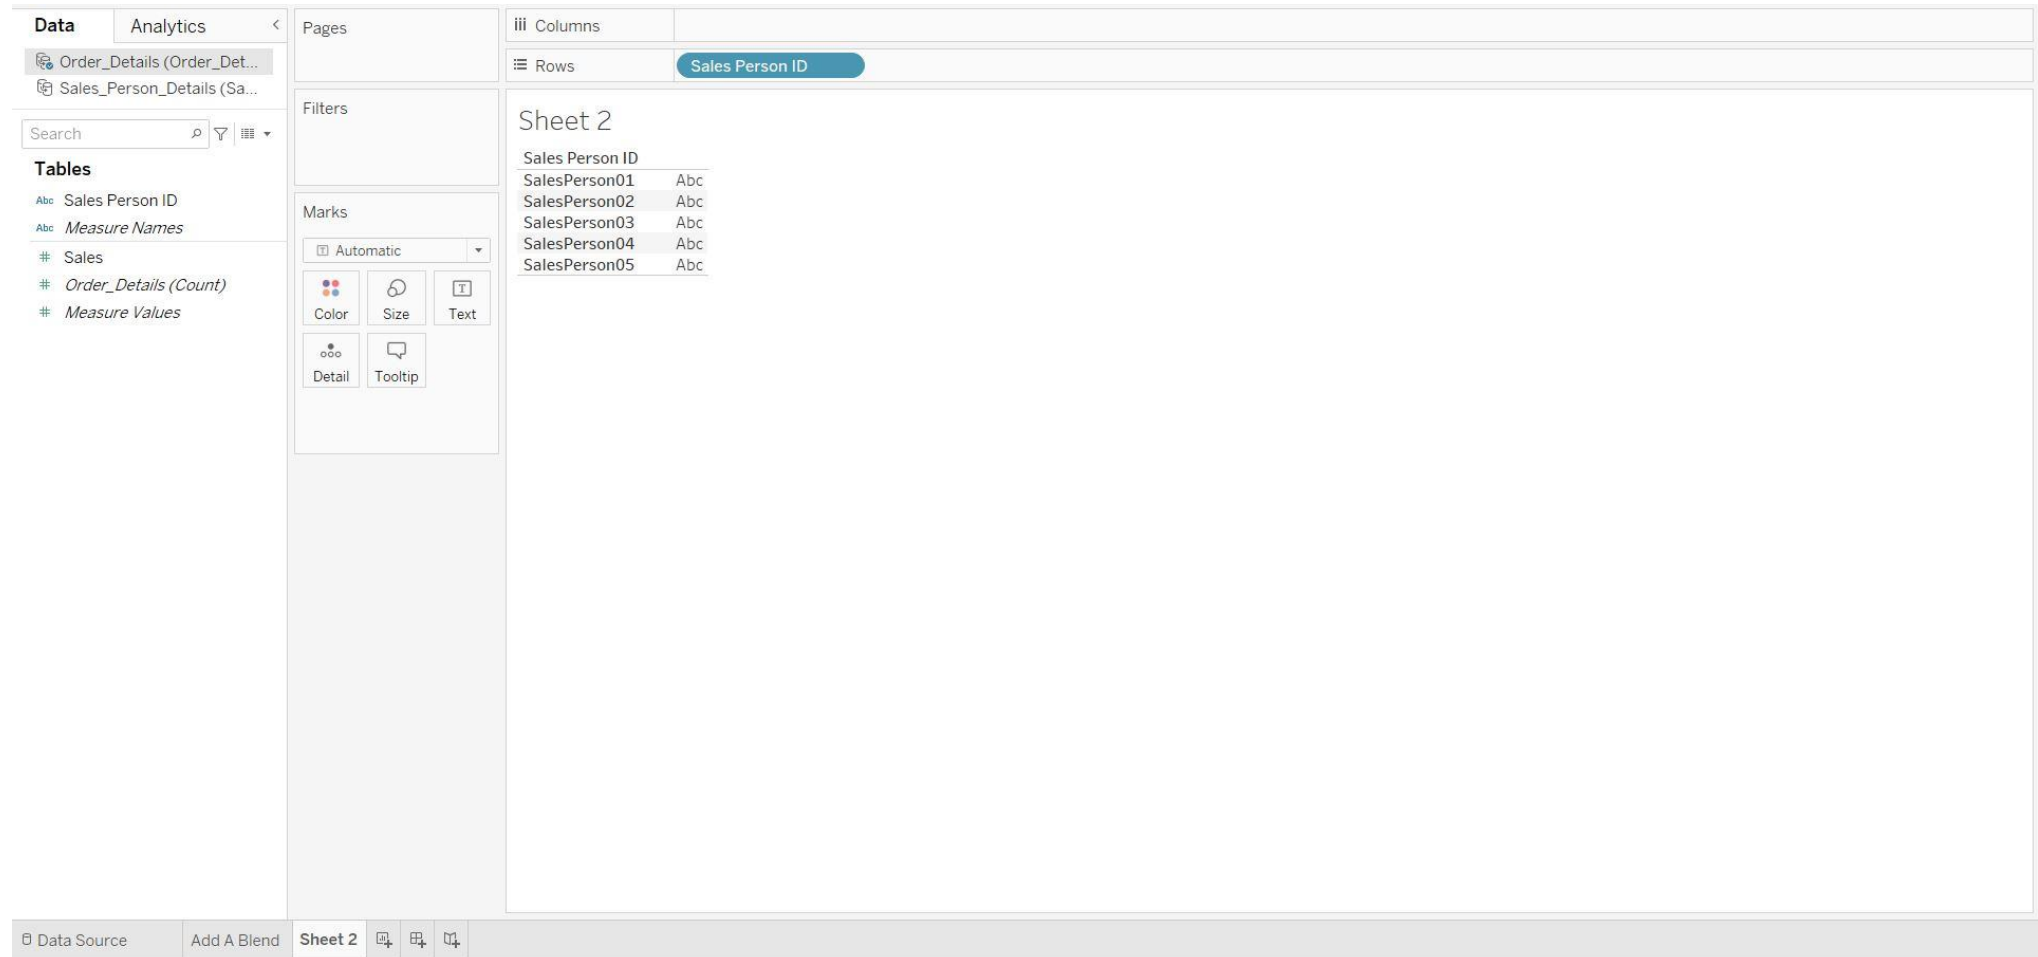 Data
Analytics
Order_Details (Order_Det...
Sales_Person_Details (Sa...
Search
Tables
Abc Sales Person ID
Abc Measure Names
# Sales
# Order_Details (Count)
# Measure Values
Pages
Filters
Marks
Automatic
Color
Size
Text
Detail
Tooltip
Columns
Rows
Sales Person ID
Sheet 2
Sales Person ID
SalesPerson01 Abc
SalesPerson02 Abc
SalesPerson03 Abc
SalesPerson04 Abc
SalesPerson05 Abc
Data Source
Add A Blend
Sheet 2